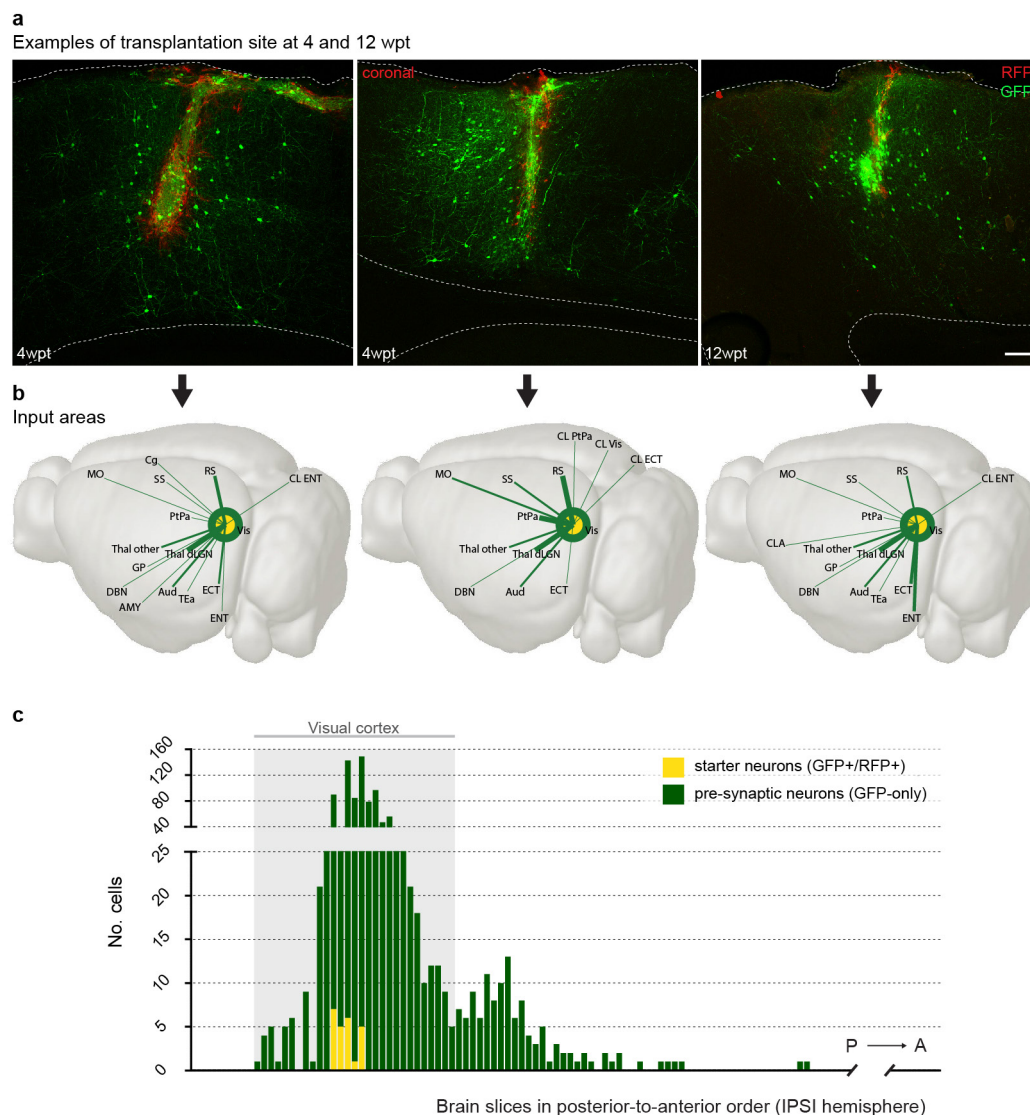 a
Examples of transplantation site at 4 and 12 wpt
coronal
RFP
GFP
4wpt
4wpt
12wpt
b
Input areas
Cg
MO
SS
RS
CL ENT
PtPa
Vis
Thal other
Thal dLGN
GP
DBN
AMY
Aud
TEa
ECT
ENT
CL PtPa
CL Vis
CL ECT
MO
SS
RS
PtPa
Vis
Thal other
Thal dLGN
DBN
Aud
ECT
MO
SS
RS
CL ENT
PtPa
Vis
CLA
Thal other
Thal dLGN
GP
DBN
Aud
TEa
ECT
ENT
c
Visual cortex
160
120
80
40
25
20
15
10
5
0
No. cells
starter neurons (GFP+/RFP+)
pre-synaptic neurons (GFP-only)
P → A
Brain slices in posterior-to-anterior order (IPSI hemisphere)